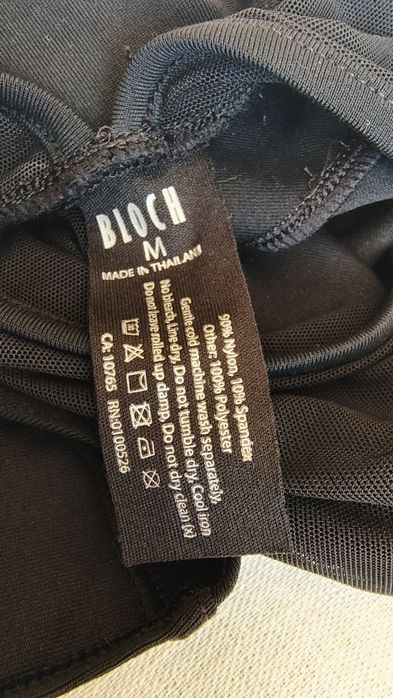 BLOCH
M
MADE IN THAILAND
90% Nylon, 10% Spandex
Other: 100% Polyester
Gentle cold machine wash separately,
No bleach, Line dry. Do not tumble dry. Cool iron
Do not leave rolled up damp, Do not dry clean (x)
CA: 10765 RN:0100526